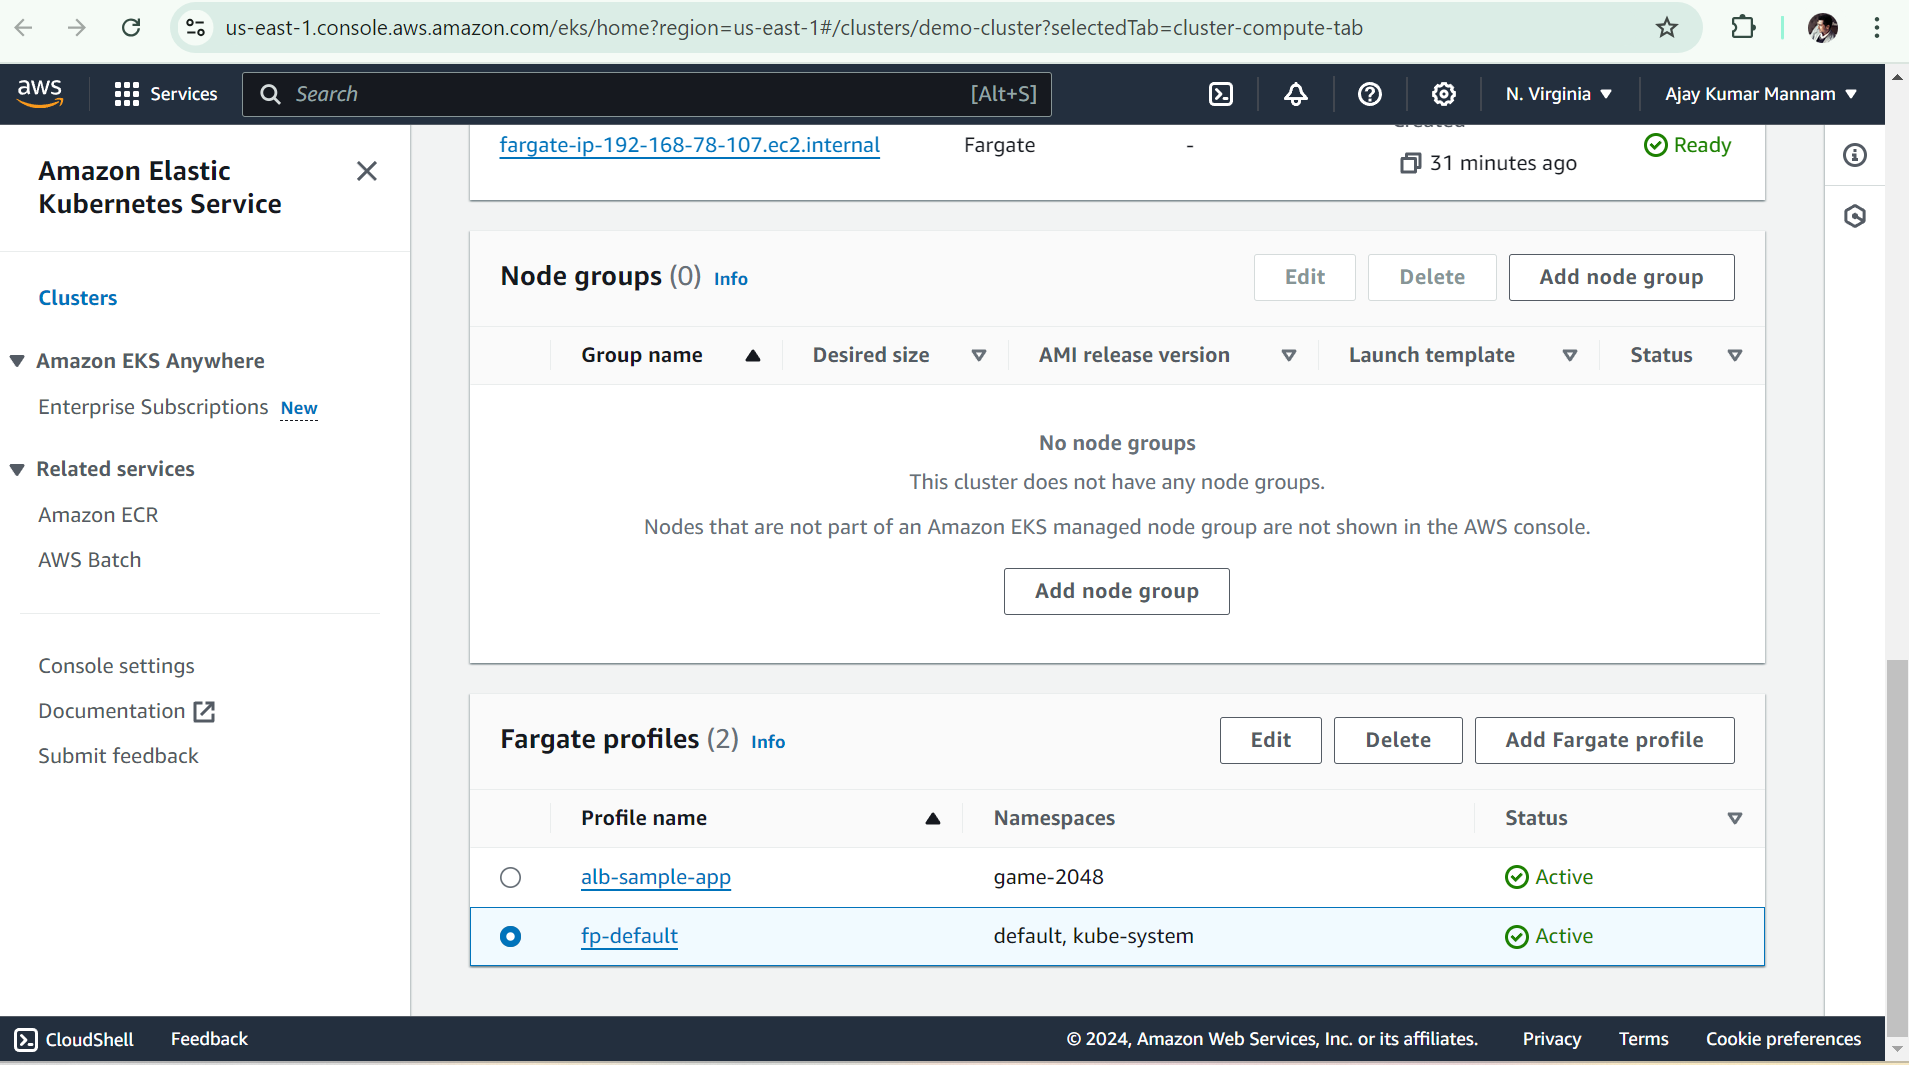 us-east-1.console.aws.amazon.com/eks/home?region=us-east-1#/clusters/demo-cluster?selectedTab=cluster-compute-tab
aws
Services
Search
[Alt+S]
N. Virginia
Ajay Kumar Mannam
Amazon Elastic
Kubernetes Service
Clusters
Amazon EKS Anywhere
Enterprise Subscriptions New
Related services
Amazon ECR
AWS Batch
Console settings
Documentation
Submit feedback
Created
fargate-ip-192-168-78-107.ec2.internal Fargate - 31 minutes ago Ready
Node groups (0) Info
Edit Delete Add node group
Group name Desired size AMI release version Launch template Status
No node groups
This cluster does not have any node groups.
Nodes that are not part of an Amazon EKS managed node group are not shown in the AWS console.
Add node group
Fargate profiles (2) Info
Edit Delete Add Fargate profile
Profile name Namespaces Status
alb-sample-app game-2048 Active
fp-default default, kube-system Active
CloudShell Feedback © 2024, Amazon Web Services, Inc. or its affiliates. Privacy Terms Cookie preferences